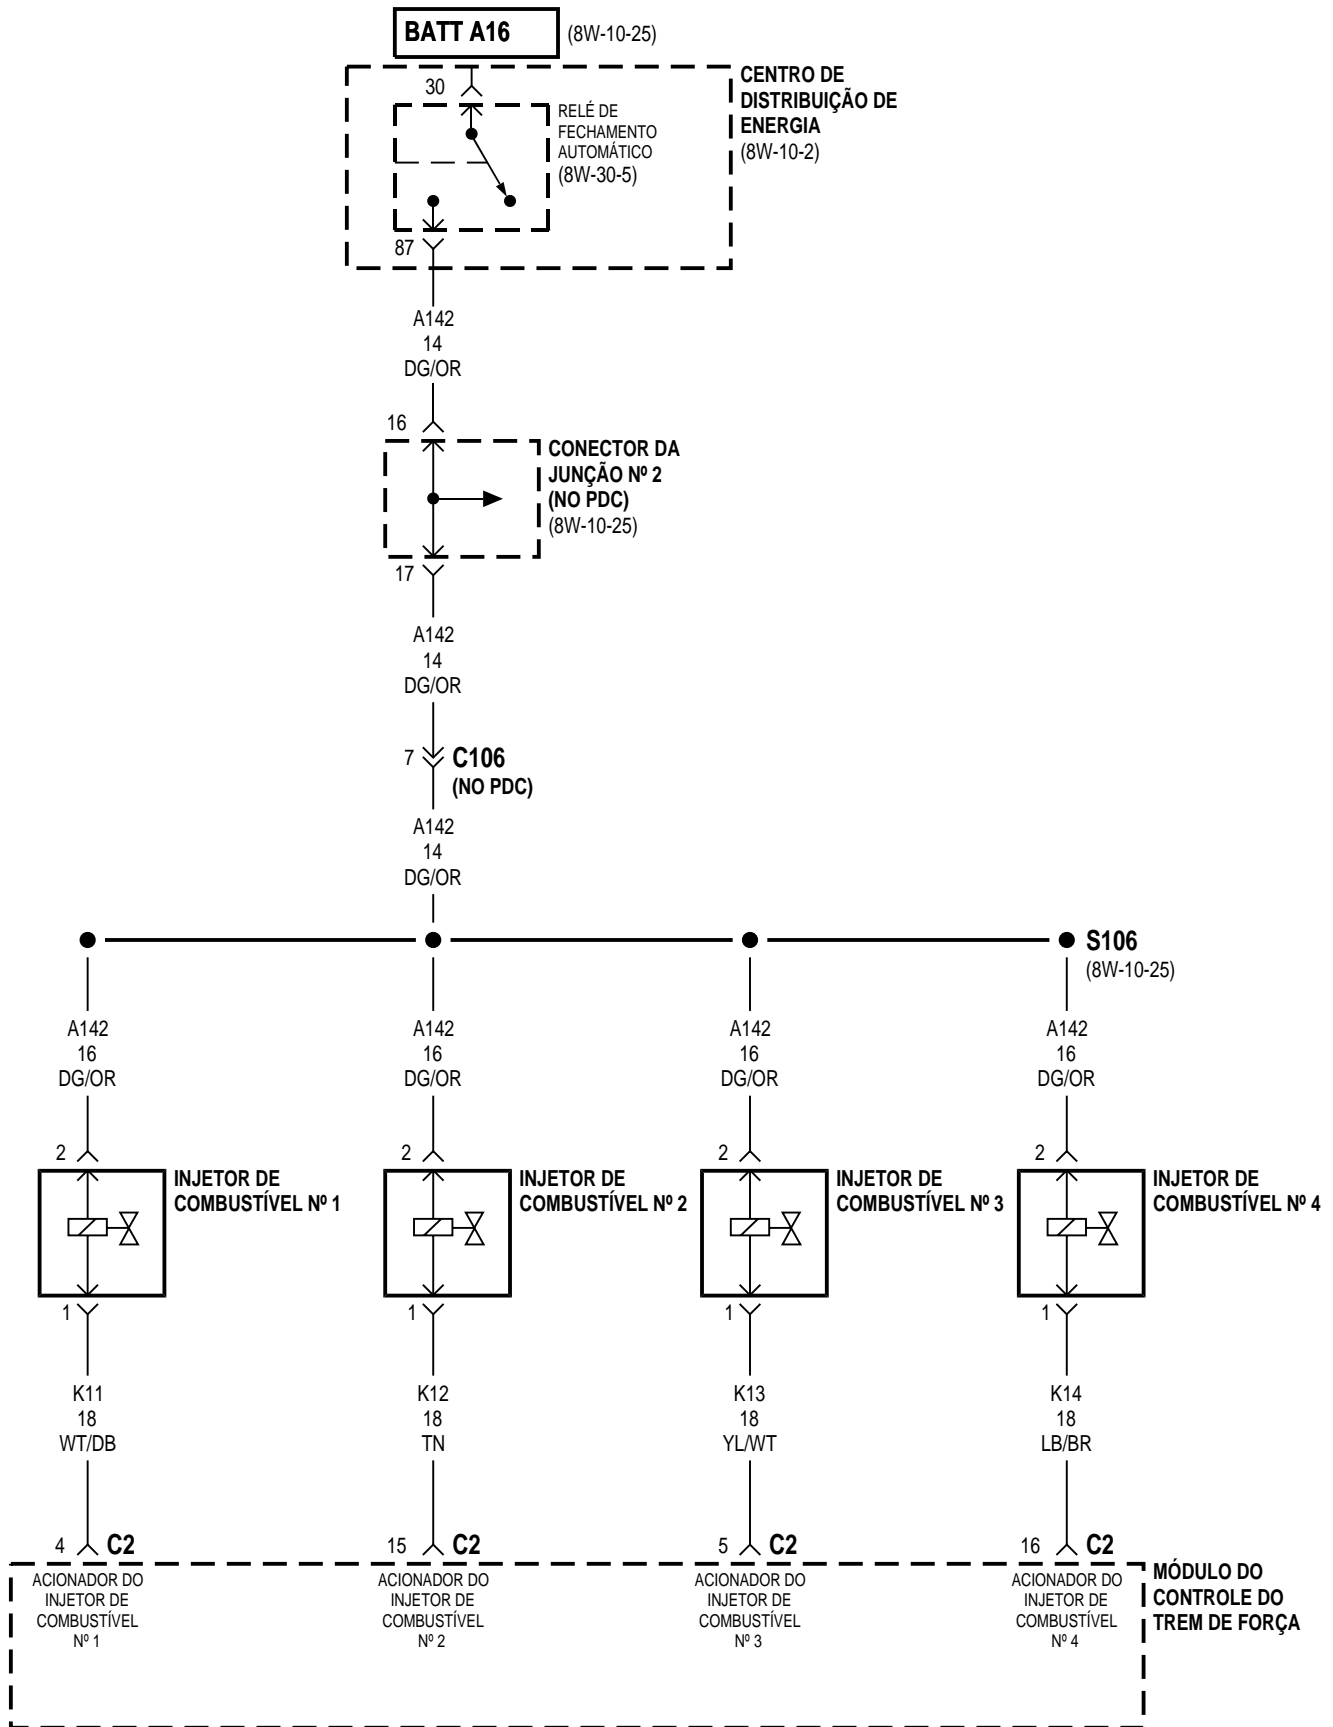 BATT A16
(8W-10-25)
CENTRO DE
DISTRIBUIÇÃO DE
ENERGIA
(8W-10-2)
30
RELÉ DE
FECHAMENTO
AUTOMÁTICO
(8W-30-5)
87
A142
14
DG/OR
16
CONECTOR DA
JUNÇÃO Nº 2
(NO PDC)
(8W-10-25)
17
A142
14
DG/OR
7
C106
(NO PDC)
A142
14
DG/OR
S106
(8W-10-25)
A142
16
DG/OR
A142
16
DG/OR
A142
16
DG/OR
A142
16
DG/OR
2
INJETOR DE
COMBUSTÍVEL Nº 1
2
INJETOR DE
COMBUSTÍVEL Nº 2
2
INJETOR DE
COMBUSTÍVEL Nº 3
2
INJETOR DE
COMBUSTÍVEL Nº 4
1
1
1
1
K11
18
WT/DB
K12
18
TN
K13
18
YL/WT
K14
18
LB/BR
4
C2
15
C2
5
C2
16
C2
ACIONADOR DO
INJETOR DE
COMBUSTÍVEL
Nº 1
ACIONADOR DO
INJETOR DE
COMBUSTÍVEL
Nº 2
ACIONADOR DO
INJETOR DE
COMBUSTÍVEL
Nº 3
ACIONADOR DO
INJETOR DE
COMBUSTÍVEL
Nº 4
MÓDULO DO
CONTROLE DO
TREM DE FORÇA